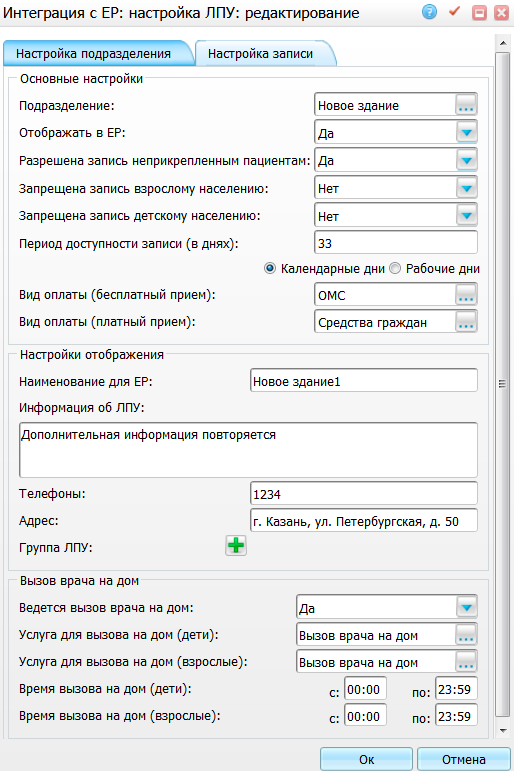 Интеграция с ЕР: настройка ЛПУ: редактирование
Настройка подразделения Настройка записи
Основные настройки
Подразделение: Новое здание ...
Отображать в ЕР: Да
Разрешена запись неприкрепленным пациентам: Да
Запрещена запись взрослому населению: Нет
Запрещена запись детскому населению: Нет
Период доступности записи (в днях): 33
Календарные дни Рабочие дни
Вид оплаты (бесплатный прием): ОМС ...
Вид оплаты (платный прием): Средства граждан ...
Настройки отображения
Наименование для ЕР: Новое здание1
Информация об ЛПУ:
Дополнительная информация повторяется
Телефоны: 1234
Адрес: г. Казань, ул. Петербургская, д. 50
Группа ЛПУ:
Вызов врача на дом
Ведется вызов врача на дом: Да
Услуга для вызова на дом (дети): Вызов врача на дом ...
Услуга для вызова на дом (взрослые): Вызов врача на дом ...
Время вызова на дом (дети): с: 00:00 по: 23:59
Время вызова на дом (взрослые): с: 00:00 по: 23:59
Ок Отмена